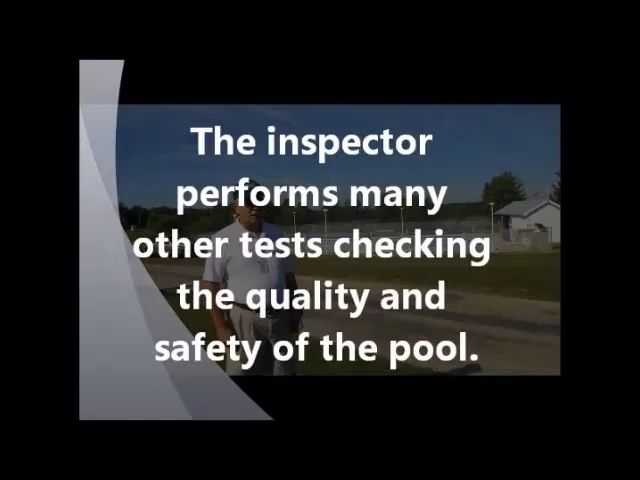 The inspector
performs many
other tests checking
the quality and
safety of the pool.